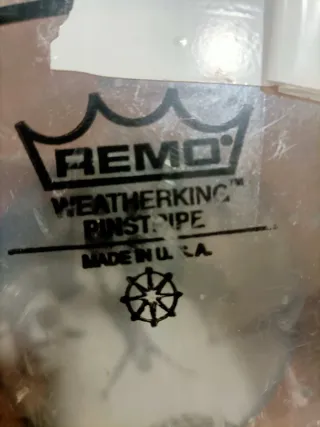 REMO
WEATHERKING™
PINSTRIPE
MADE IN U.S.A.